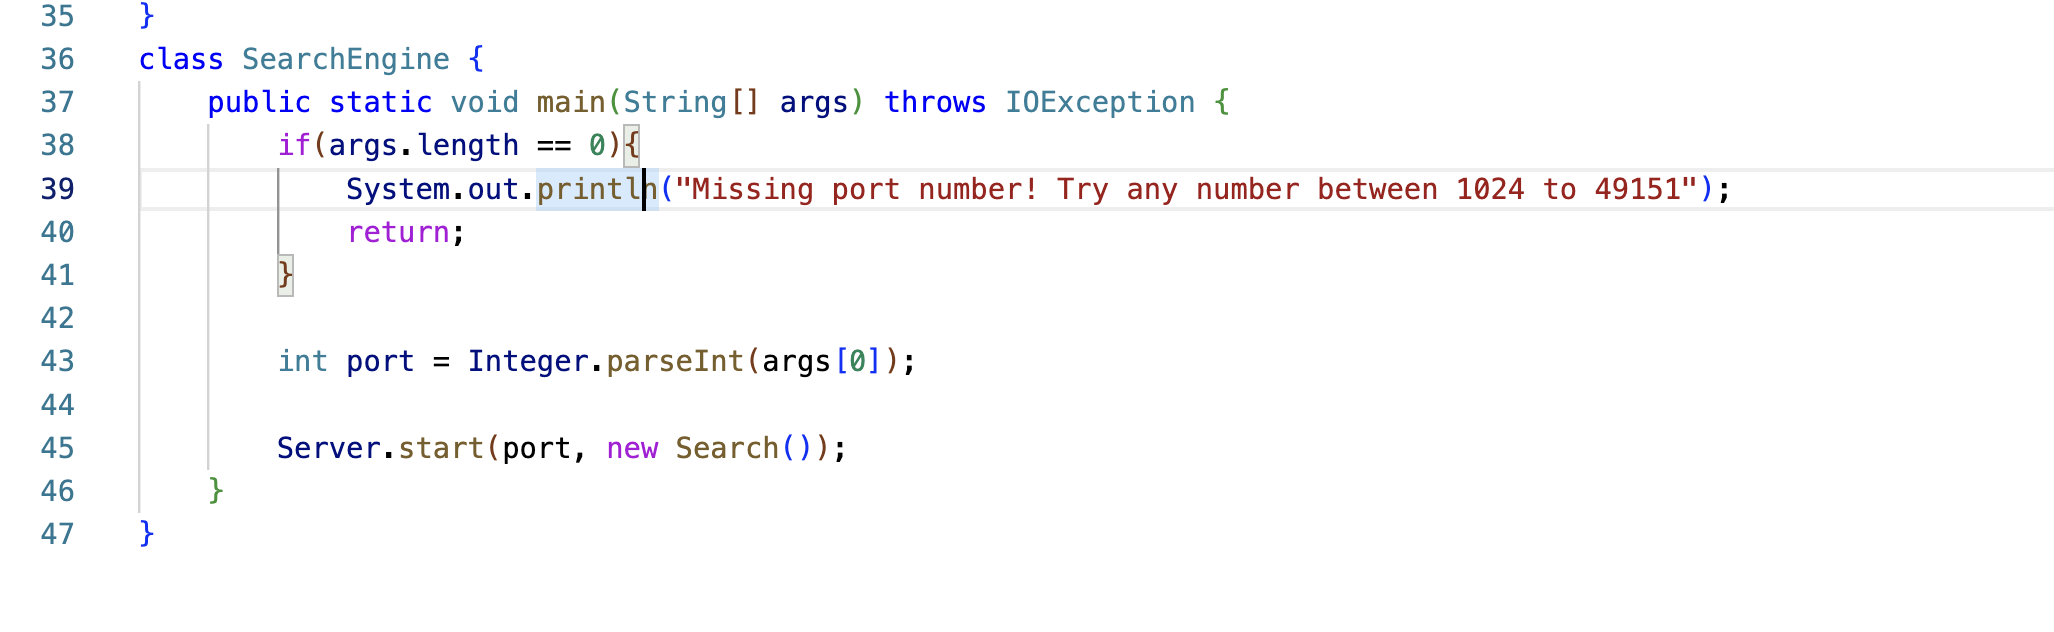 35 }
36 class SearchEngine {
37 public static void main(String[] args) throws IOException {
38 if(args.length == 0){
39 System.out.println("Missing port number! Try any number between 1024 to 49151");
40 return;
41 }
42
43 int port = Integer.parseInt(args[0]);
44
45 Server.start(port, new Search());
46 }
47 }